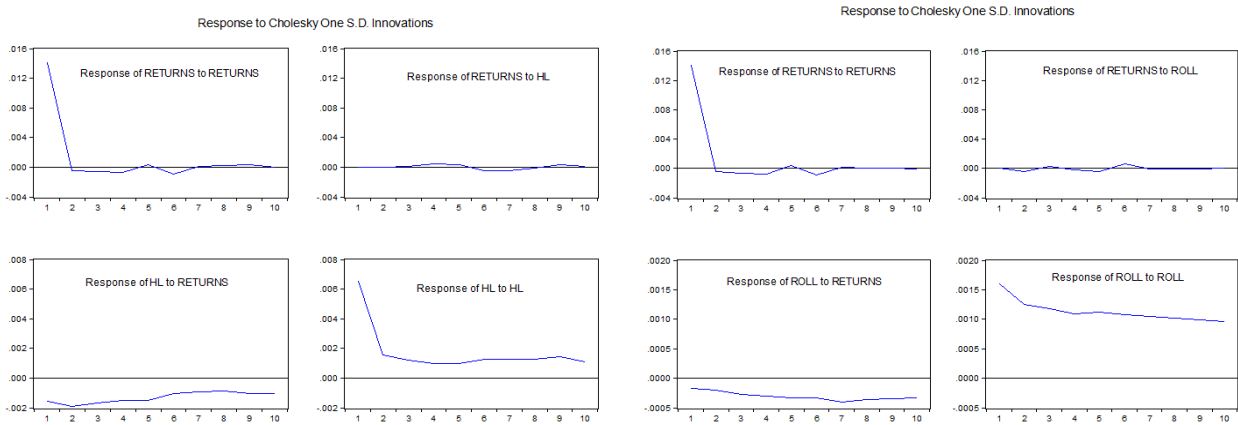 Response to Cholesky One S.D. Innovations
Response of RETURNS to RETURNS
.016
.012
.008
.004
.000
-.004
1 2 3 4 5 6 7 8 9 10
Response of RETURNS to HL
.016
.012
.008
.004
.000
-.004
1 2 3 4 5 6 7 8 9 10
Response of HL to RETURNS
.008
.006
.004
.002
.000
-.002
1 2 3 4 5 6 7 8 9 10
Response of HL to HL
.008
.006
.004
.002
.000
-.002
1 2 3 4 5 6 7 8 9 10
Response to Cholesky One S.D. Innovations
Response of RETURNS to RETURNS
.016
.012
.008
.004
.000
-.004
1 2 3 4 5 6 7 8 9 10
Response of RETURNS to ROLL
.016
.012
.008
.004
.000
-.004
1 2 3 4 5 6 7 8 9 10
Response of ROLL to RETURNS
.0020
.0015
.0010
.0005
.0000
-.0005
1 2 3 4 5 6 7 8 9 10
Response of ROLL to ROLL
.0020
.0015
.0010
.0005
.0000
-.0005
1 2 3 4 5 6 7 8 9 10